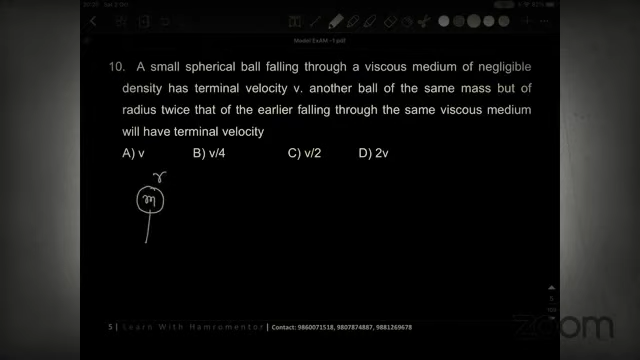 Model ExAM - 1.pdf
10. A small spherical ball falling through a viscous medium of negligible
density has terminal velocity v. another ball of the same mass but of
radius twice that of the earlier falling through the same viscous medium
will have terminal velocity
A) v B) v/4 C) v/2 D) 2v
r
m
5 | Learn With Hamromentor | Contact: 9860071518, 9807874887, 9881269678
zoom